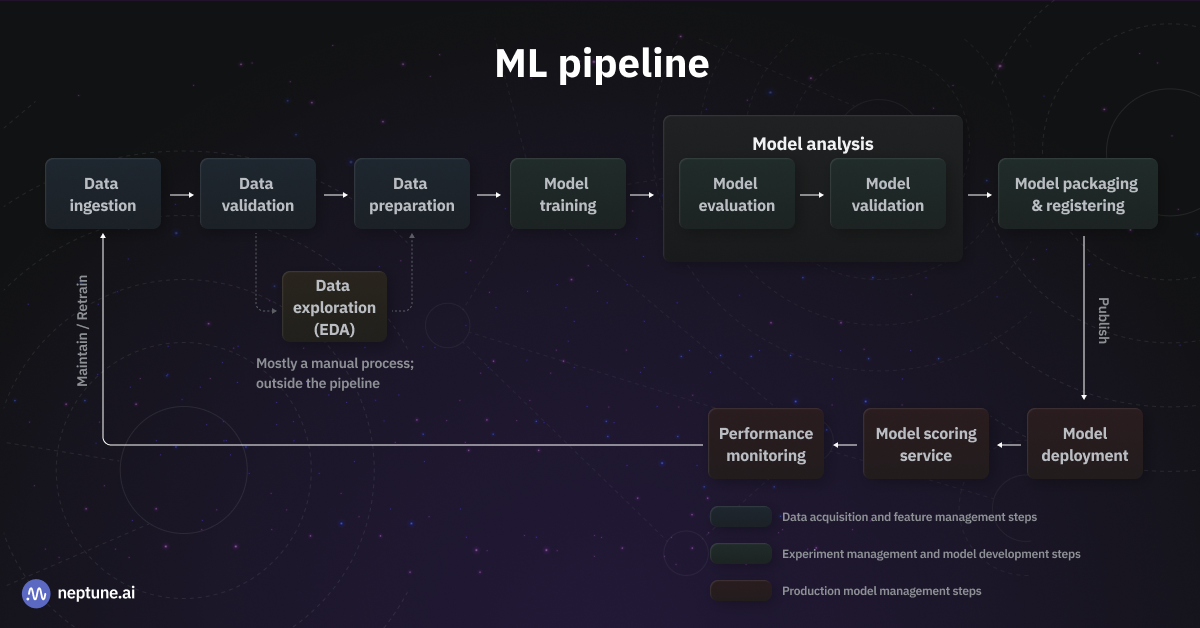 ML pipeline
Data
ingestion
Data
validation
Data
preparation
Model
training
Model analysis
Model
evaluation
Model
validation
Model packaging
& registering
Data
exploration
(EDA)
Mostly a manual process;
outside the pipeline
Maintain / Retrain
Publish
Model
deployment
Model scoring
service
Performance
monitoring
Data acquisition and feature management steps
Experiment management and model development steps
Production model management steps
neptune.ai